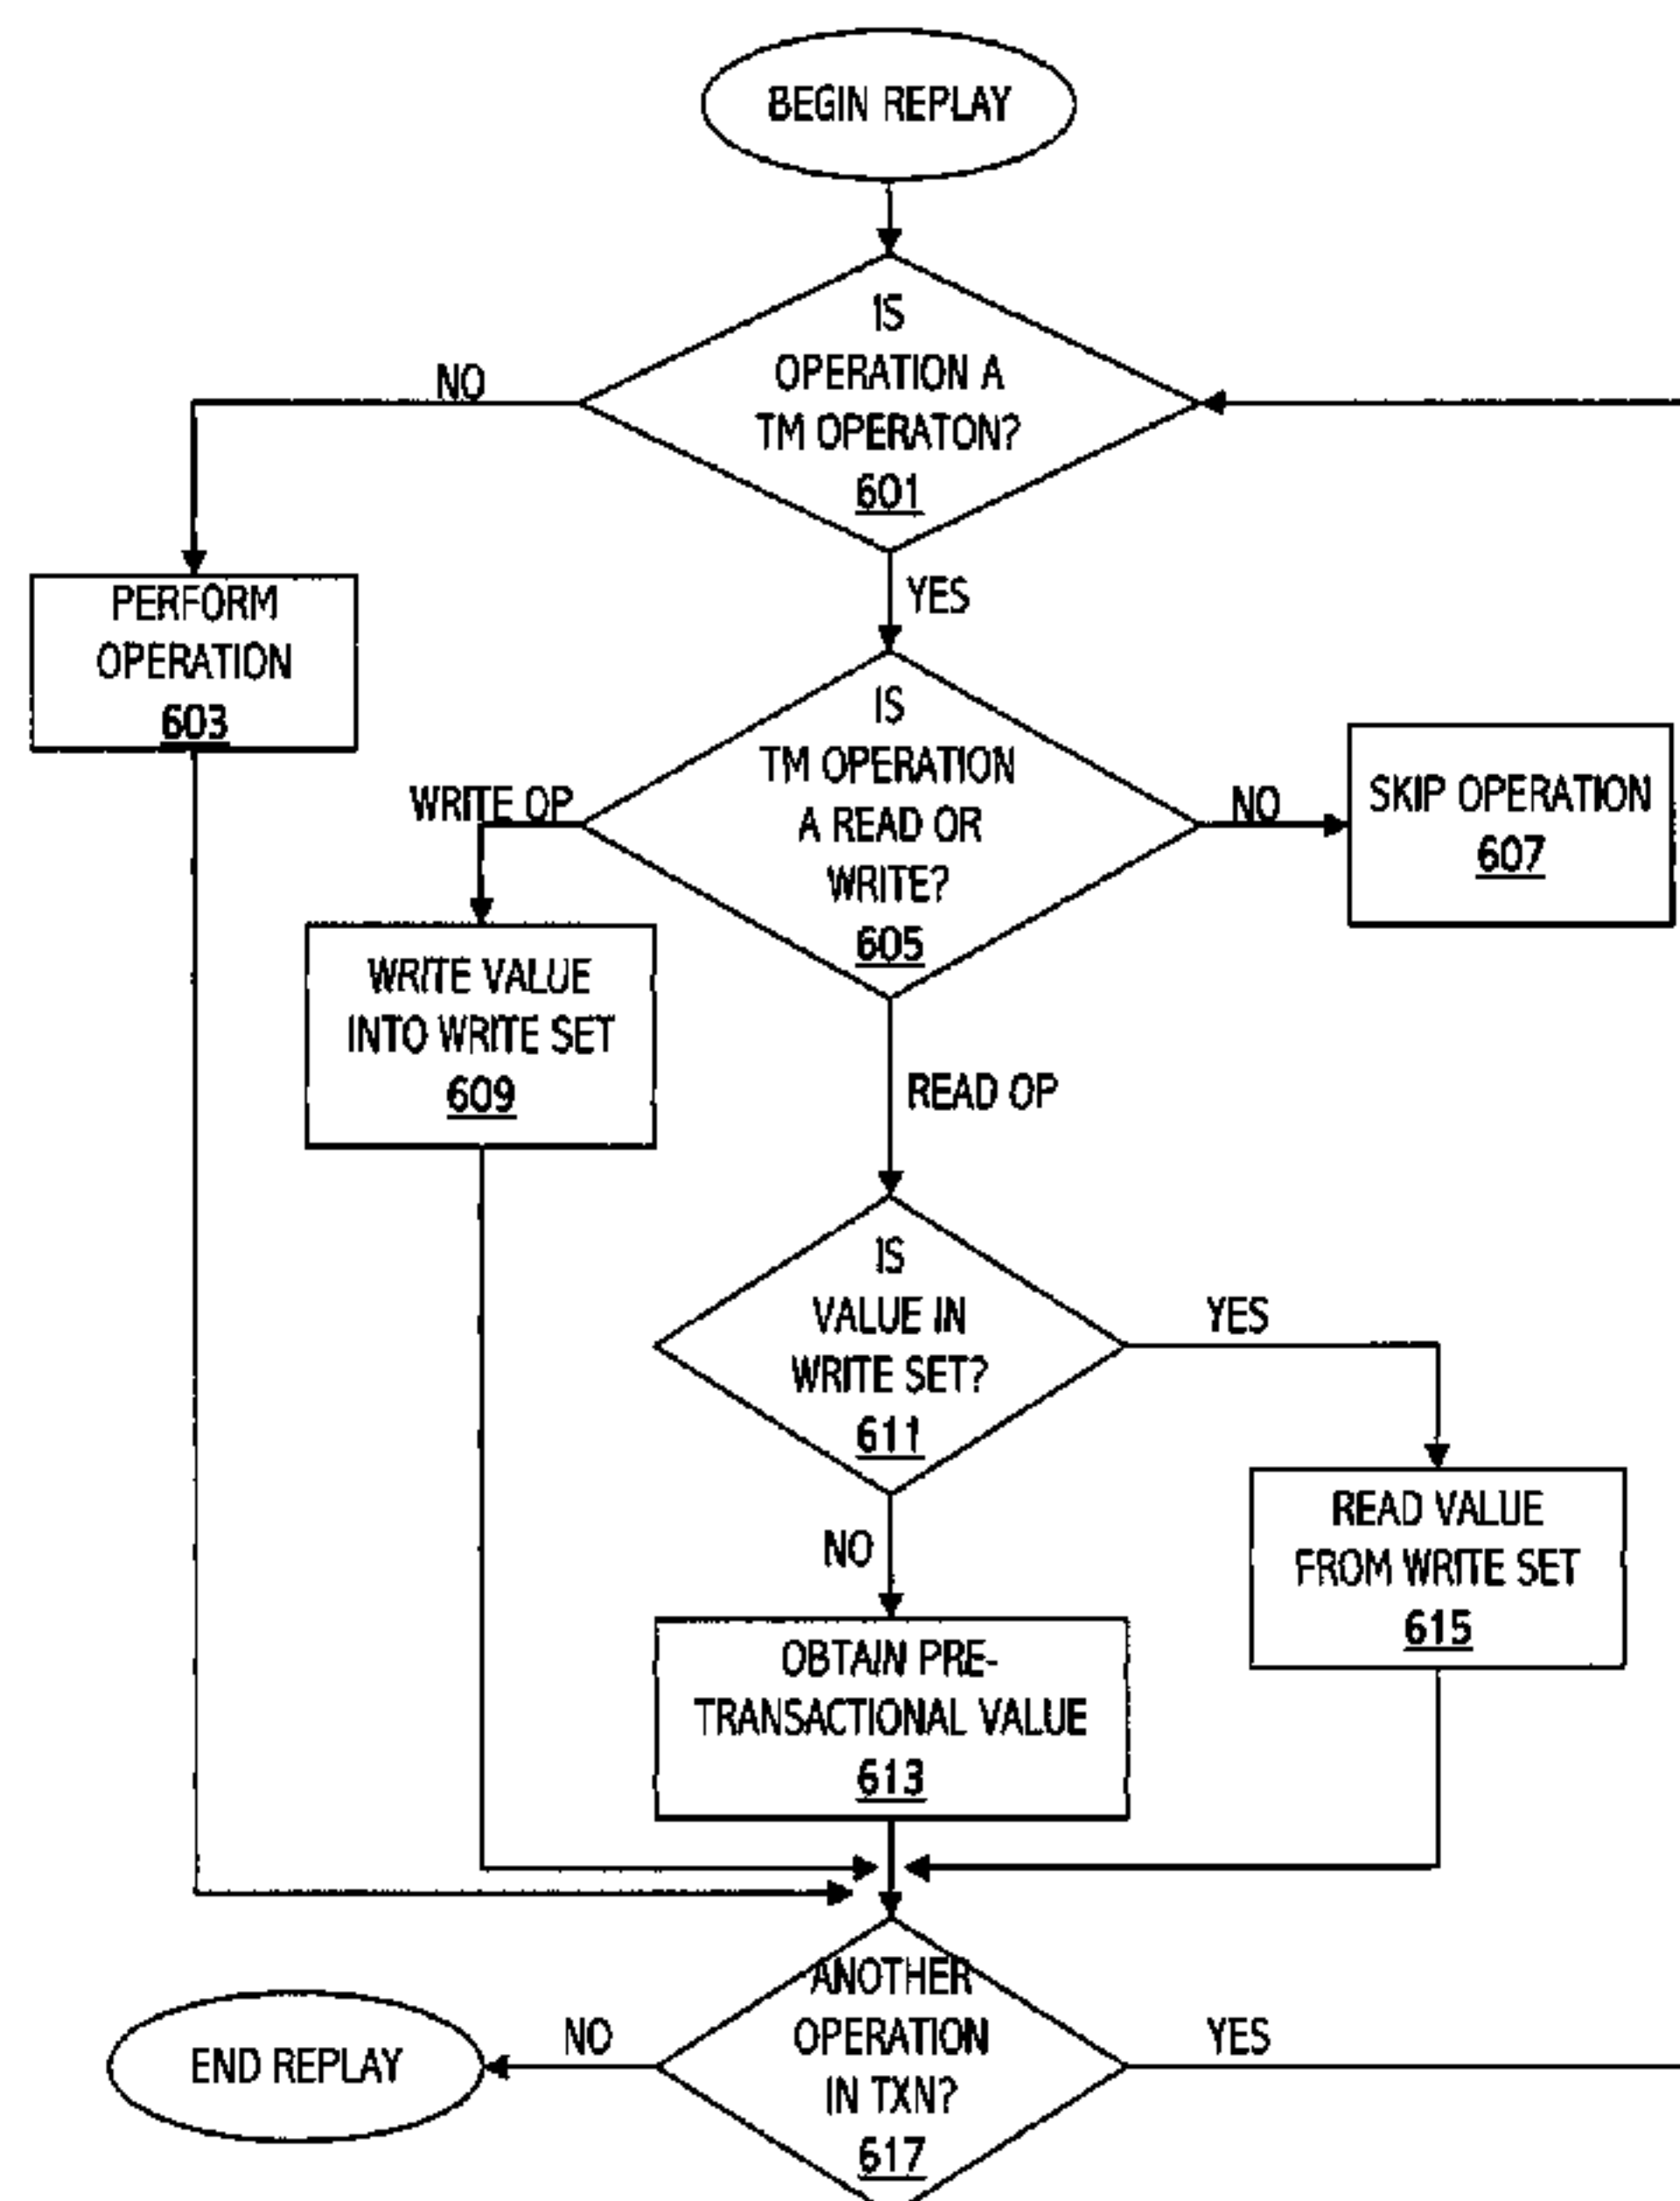 BEGIN REPLAY
IS
OPERATION A
TM OPERATON?
601
NO
YES
PERFORM
OPERATION
603
IS
TM OPERATION
A READ OR
WRITE?
605
WRITE OP
NO
SKIP OPERATION
607
WRITE VALUE
INTO WRITE SET
609
READ OP
IS
VALUE IN
WRITE SET?
611
YES
NO
READ VALUE
FROM WRITE SET
615
OBTAIN PRE-
TRANSACTIONAL VALUE
613
ANOTHER
OPERATION
IN TXN?
617
NO
YES
END REPLAY